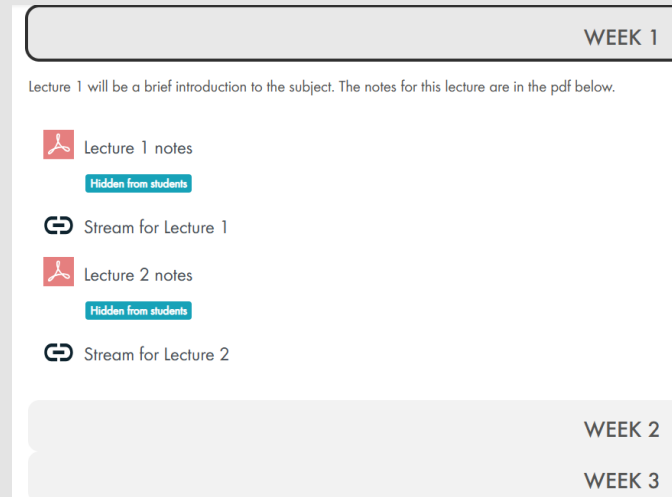 WEEK 1
Lecture 1 will be a brief introduction to the subject. The notes for this lecture are in the pdf below.
Lecture 1 notes
Hidden from students
Stream for Lecture 1
Lecture 2 notes
Hidden from students
Stream for Lecture 2
WEEK 2
WEEK 3